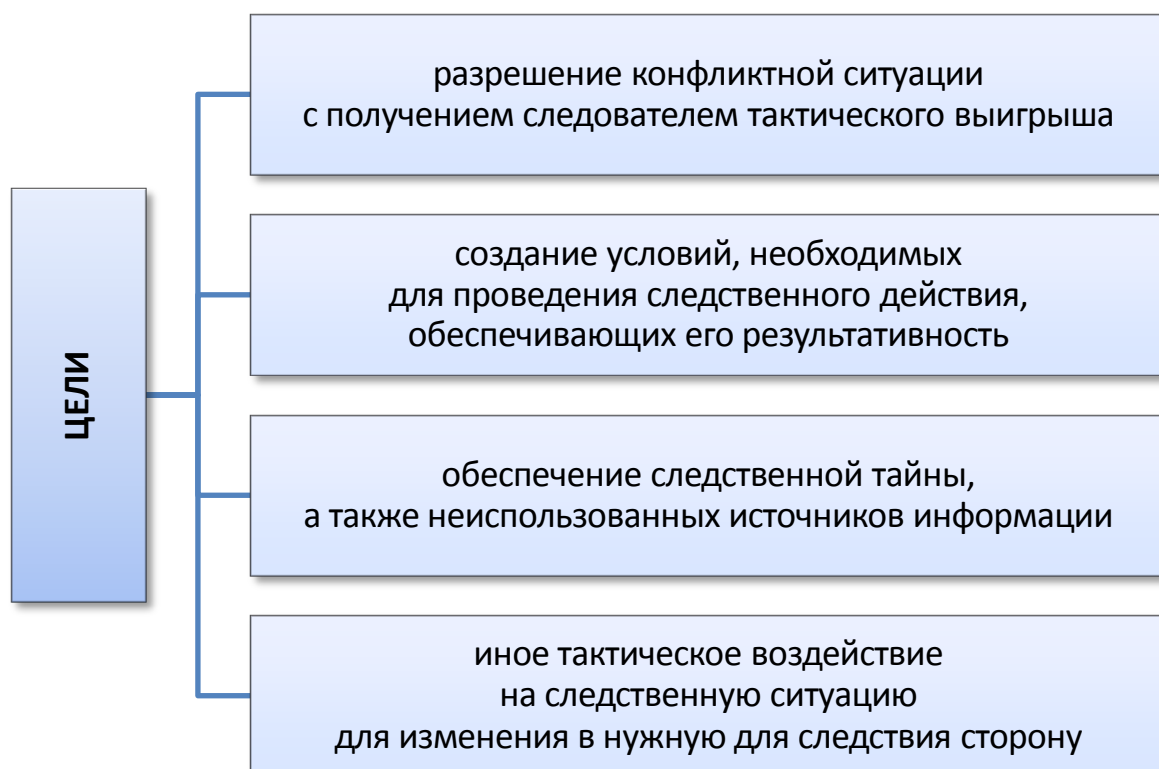 разрешение конфликтной ситуации
с получением следователем тактического выигрыша
создание условий, необходимых
для проведения следственного действия,
обеспечивающих его результативность
ЦЕЛИ
обеспечение следственной тайны,
а также неиспользованных источников информации
иное тактическое воздействие
на следственную ситуацию
для изменения в нужную для следствия сторону